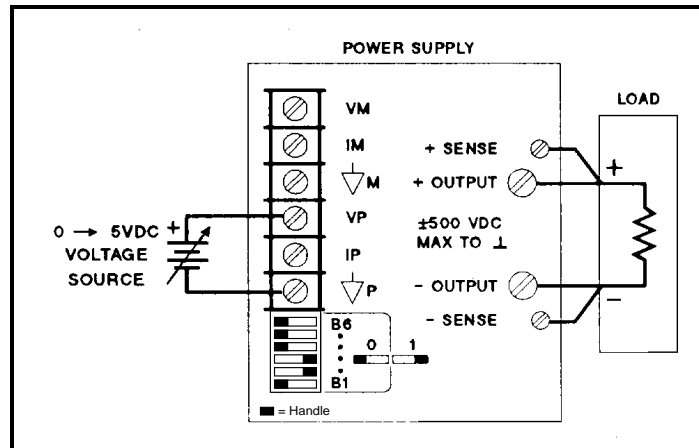 POWER SUPPLY
LOAD
VM
IM
M
VP
IP
P
+ SENSE
+ OUTPUT
±500 VDC
MAX TO ⊥
- OUTPUT
- SENSE
+
-
0 → 5VDC +
VOLTAGE
SOURCE
B6
0 1
B1
= Handle